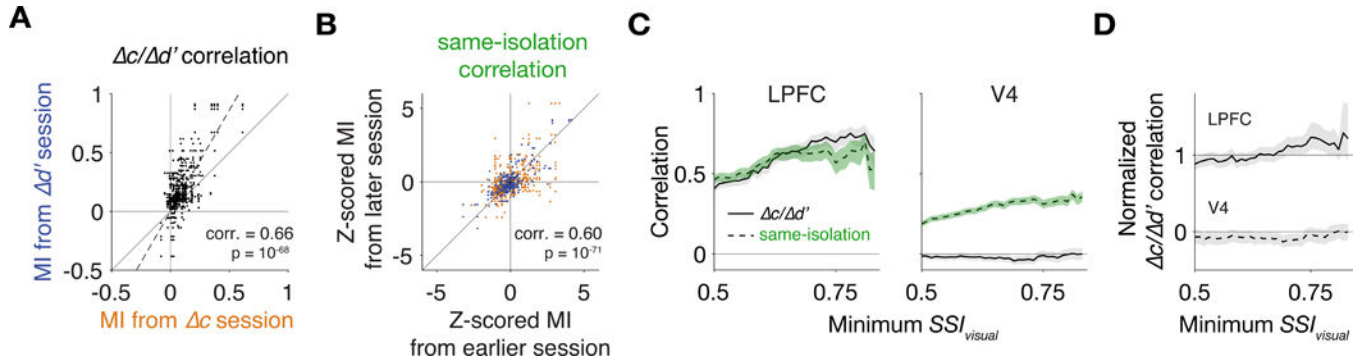 A
Δc/Δd' correlation
MI from Δd' session
1
0.5
0
-0.5
corr. = 0.66
p = 10-68
-0.5
0
0.5
1
MI from Δc session
B
same-isolation
correlation
Z-scored MI
from later session
5
0
-5
corr. = 0.60
p = 10-71
-5
0
5
Z-scored MI
from earlier session
C
LPFC
V4
Correlation
1
0.5
0
Δc/Δd'
same-isolation
0.5
0.75
0.5
0.75
Minimum SSIvisual
D
Normalized
Δc/Δd' correlation
LPFC
1
V4
0
0.5
0.75
Minimum SSIvisual